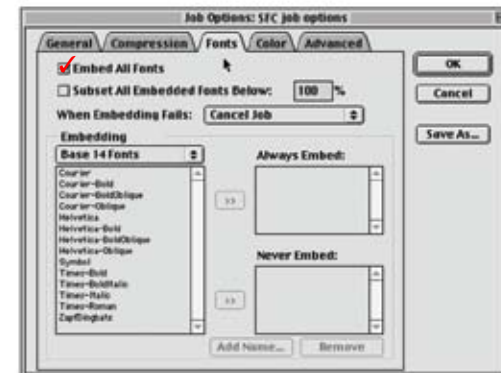 Job Options: SFC job options
General Compression Fonts Color Advanced
Embed All Fonts
Subset All Embedded Fonts Below: 100 %
When Embedding Fails: Cancel Job
Embedding
Base 14 Fonts
Courier
Courier-Bold
Courier-BoldOblique
Courier-Oblique
Helvetica
Helvetica-Bold
Helvetica-BoldOblique
Helvetica-Oblique
Symbol
Times-Bold
Times-BoldItalic
Times-Italic
Times-Roman
ZapfDingbats
>>
Always Embed:
>>
Never Embed:
Add Name... Remove
OK
Cancel
Save As...